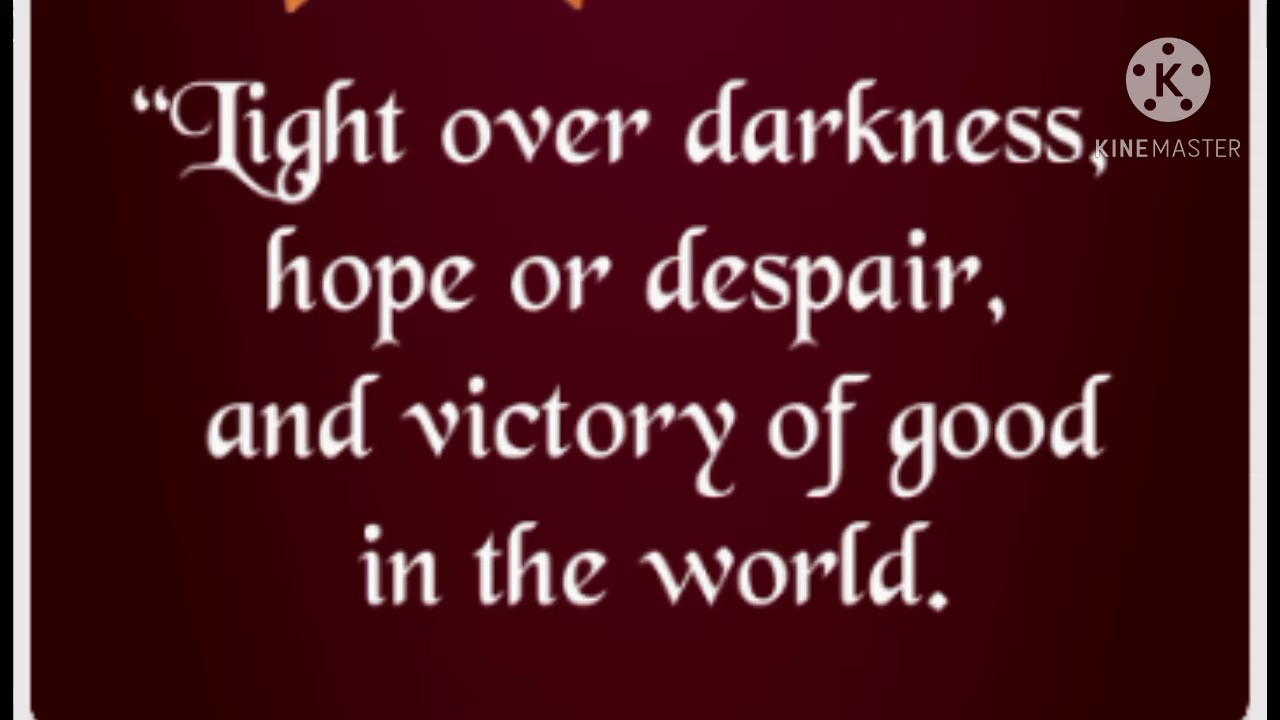 “Light over darkness,
hope or despair,
and victory of good
in the world.
K
KINEMASTER